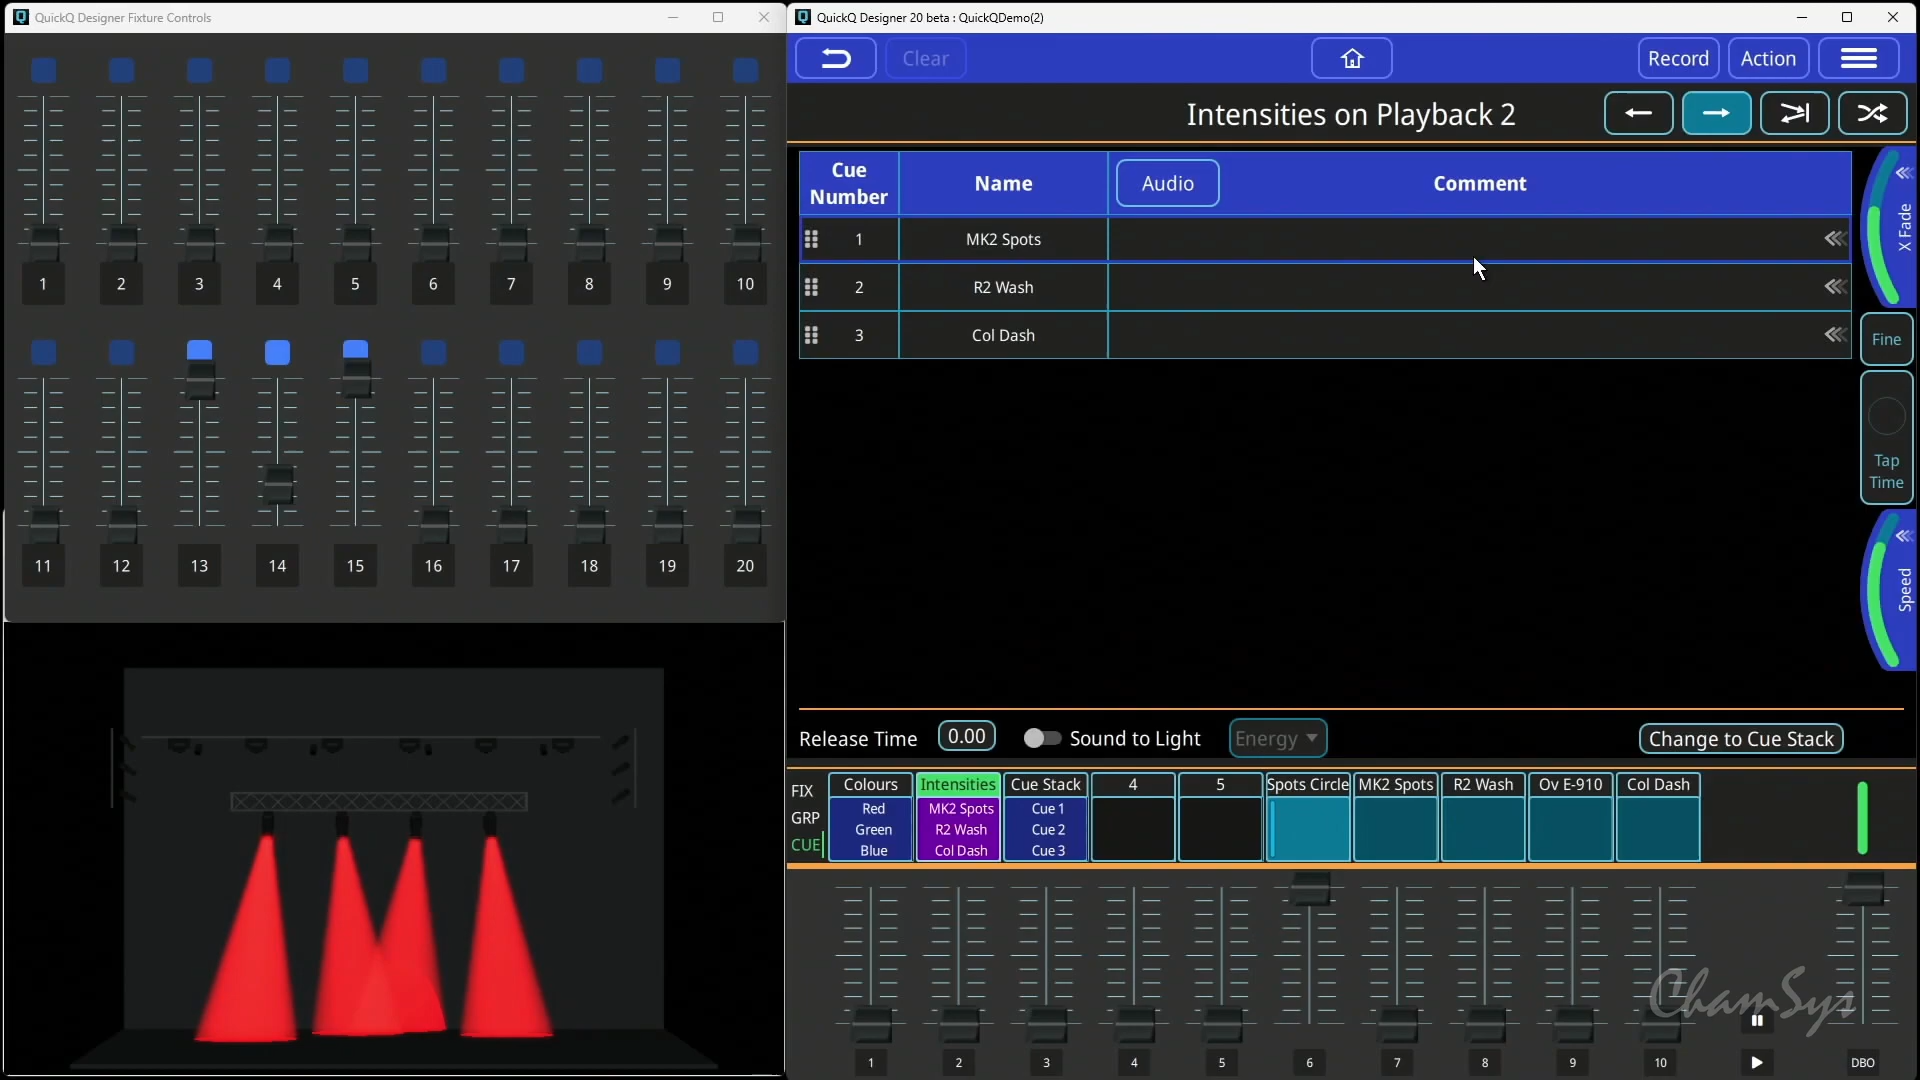 QuickQ Designer Fixture Controls
1 2 3 4 5 6 7 8 9 10
11 12 13 14 15 16 17 18 19 20
QuickQ Designer 20 beta : QuickQDemo(2)
Clear
Record
Action
Intensities on Playback 2
Cue Number
Name
Audio
Comment
1 MK2 Spots
2 R2 Wash
3 Col Dash
X Fade
Fine
Tap Time
Speed
Release Time 0.00 Sound to Light Energy Change to Cue Stack
FIX
GRP
CUE
Colours
Red
Green
Blue
Intensities
MK2 Spots
R2 Wash
Col Dash
Cue Stack
Cue 1
Cue 2
Cue 3
4
5
Spots Circle
MK2 Spots
R2 Wash
Ov E-910
Col Dash
ChamSys
1 2 3 4 5 6 7 8 9 10 DBO